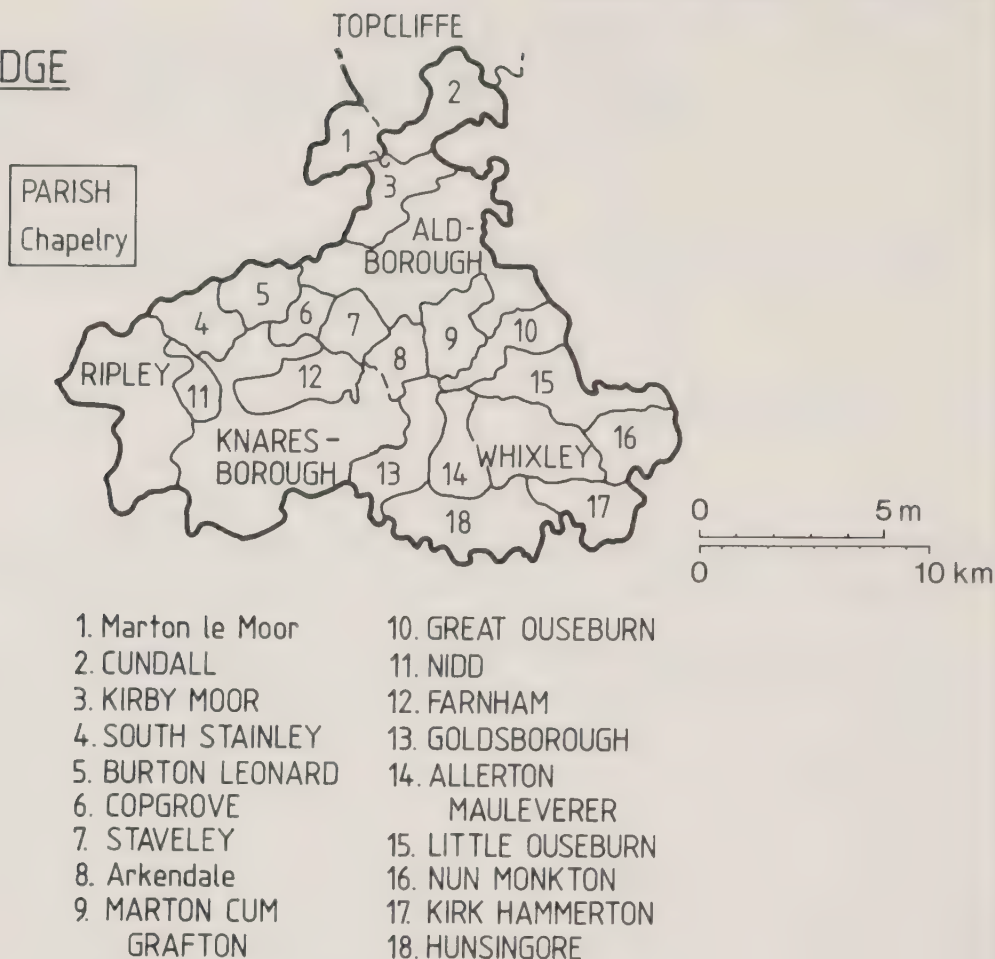 DGE
TOPCLIFFE
PARISH
Chapelry
1
2
3
ALD-
BOROUGH
4
5
6
7
8
9
10
RIPLEY
11
12
15
KNARES-
BOROUGH
13
14
WHIXLEY
16
17
18
0 5 m
0 10 km
1. Marton le Moor
2. CUNDALL
3. KIRBY MOOR
4. SOUTH STAINLEY
5. BURTON LEONARD
6. COPGROVE
7. STAVELEY
8. Arkendale
9. MARTON CUM
GRAFTON
10. GREAT OUSEBURN
11. NIDD
12. FARNHAM
13. GOLDSBOROUGH
14. ALLERTON
MAULEVERER
15. LITTLE OUSEBURN
16. NUN MONKTON
17. KIRK HAMMERTON
18. HUNSINGORE